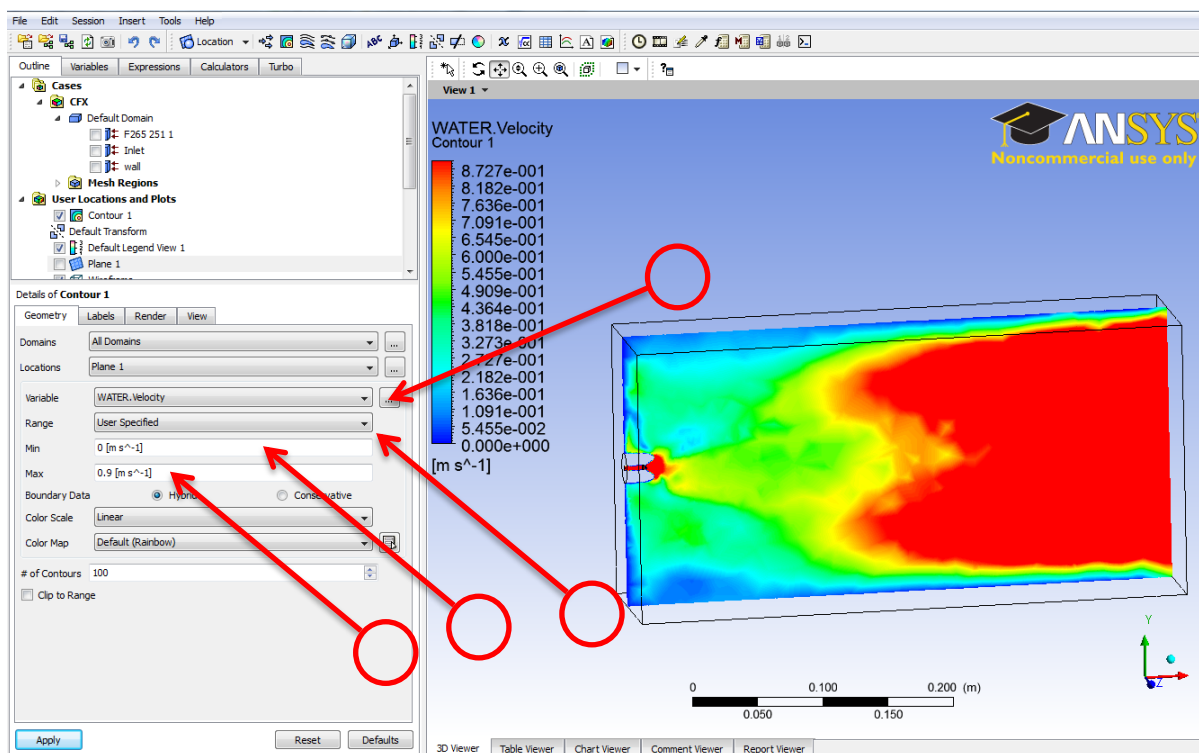 File Edit Session Insert Tools Help
Location
Outline Variables Expressions Calculators Turbo
Cases
CFX
Default Domain
F265 251 1
Inlet
wall
Mesh Regions
User Locations and Plots
Contour 1
Default Transform
Default Legend View 1
Plane 1
Wireframe
Details of Contour 1
Geometry Labels Render View
Domains All Domains ...
Locations Plane 1 ...
Variable WATER.Velocity ...
Range User Specified
Min 0 [m s^-1]
Max 0.9 [m s^-1]
Boundary Data Hybrid Conservative
Color Scale Linear
Color Map Default (Rainbow)
# of Contours 100
Clip to Range
Apply Reset Defaults
View 1
WATER.Velocity
Contour 1
8.727e-001
8.182e-001
7.636e-001
7.091e-001
6.545e-001
6.000e-001
5.455e-001
4.909e-001
4.364e-001
3.818e-001
3.273e-001
2.727e-001
2.182e-001
1.636e-001
1.091e-001
5.455e-002
0.000e+000
[m s^-1]
ANSYS
Noncommercial use only
Y
Z
0 0.100 0.200 (m)
0.050 0.150
3D Viewer Table Viewer Chart Viewer Comment Viewer Report Viewer